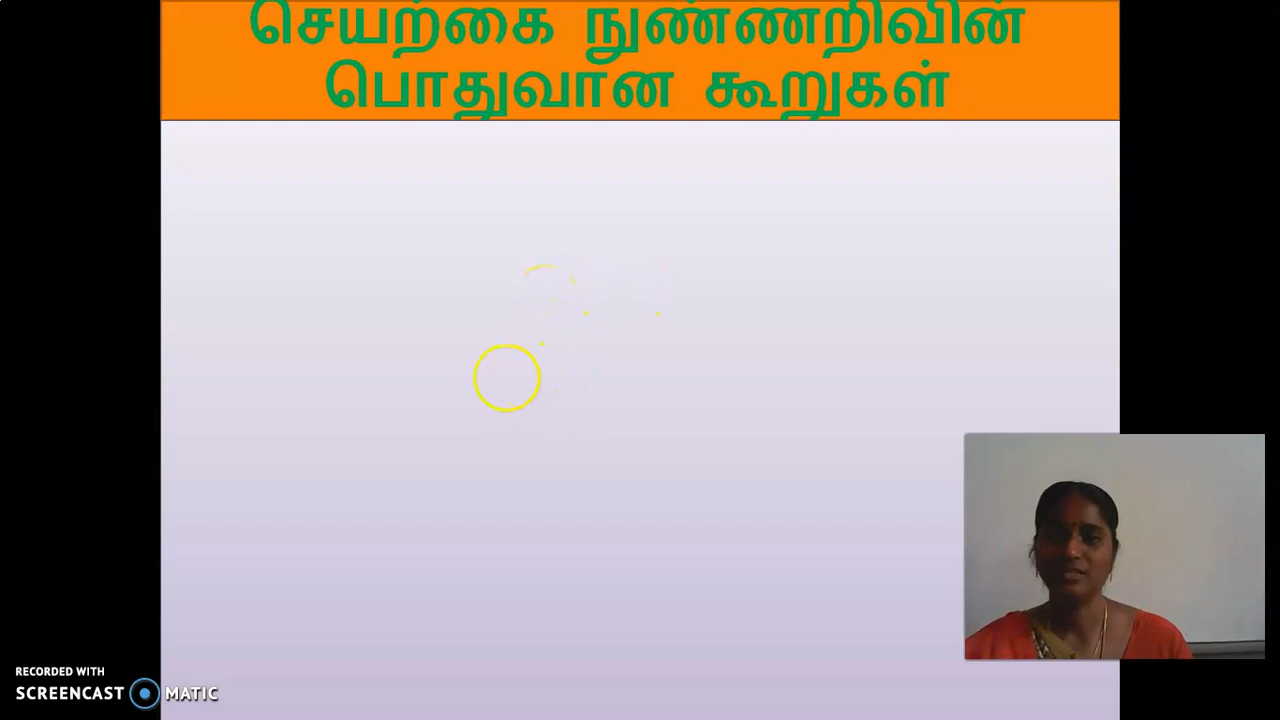 செயற்கை நுண்ணறிவின்
பொதுவான கூறுகள்
RECORDED WITH
SCREENCAST MATIC